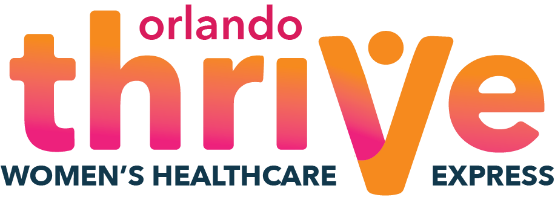 orlando
thrive
WOMEN'S HEALTHCARE EXPRESS